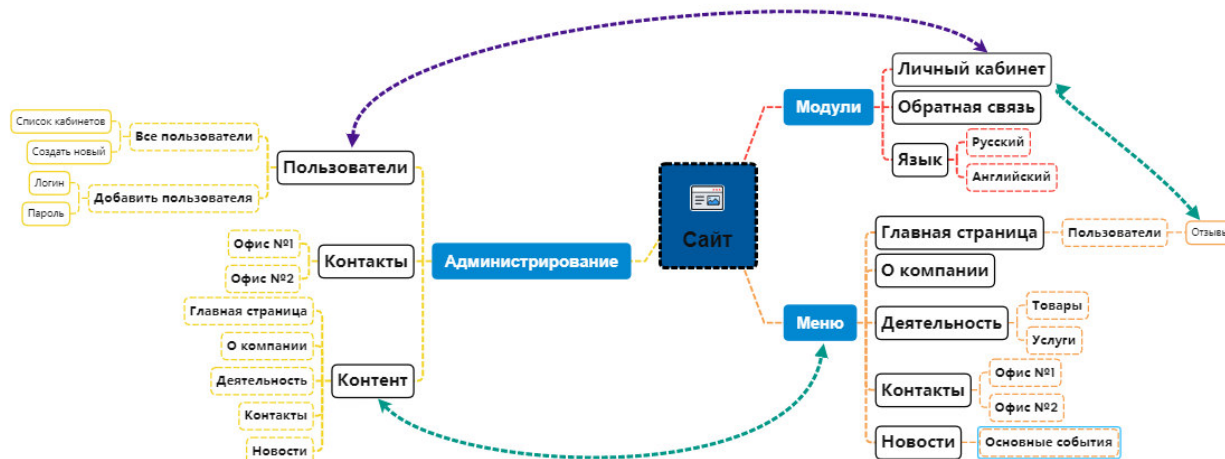 Сайт
Модули
Личный кабинет
Обратная связь
Язык
Русский
Английский
Меню
Главная страница
Пользователи
Отзывы
О компании
Деятельность
Товары
Услуги
Контакты
Офис №1
Офис №2
Новости
Основные события
Администрирование
Пользователи
Все пользователи
Список кабинетов
Создать новый
Добавить пользователя
Логин
Пароль
Контакты
Офис №1
Офис №2
Контент
Главная страница
О компании
Деятельность
Контакты
Новости